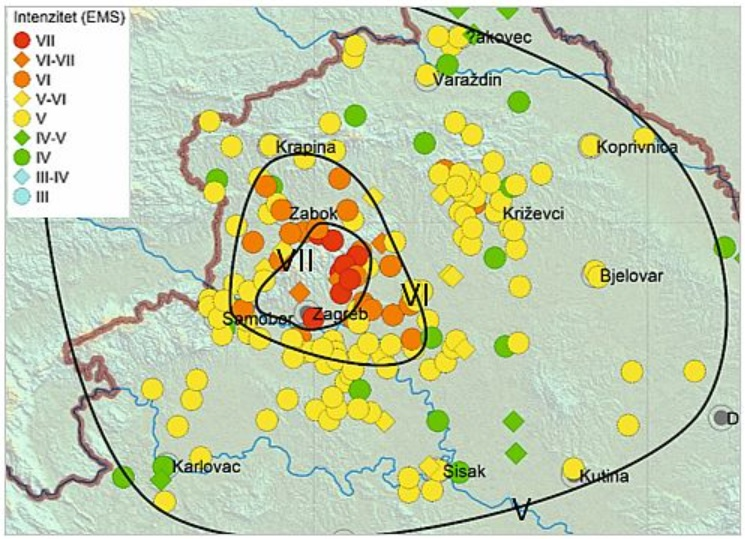 Intenzitet (EMS)
VII
VI-VII
VI
V-VI
V
IV-V
IV
III-IV
III
?akovec
Varaždin
Krapina
Koprivnica
Zabok
Križevci
VII
Bjelovar
VI
Samobor
Zagreb
D
Karlovac
Sisak
Kutina
V